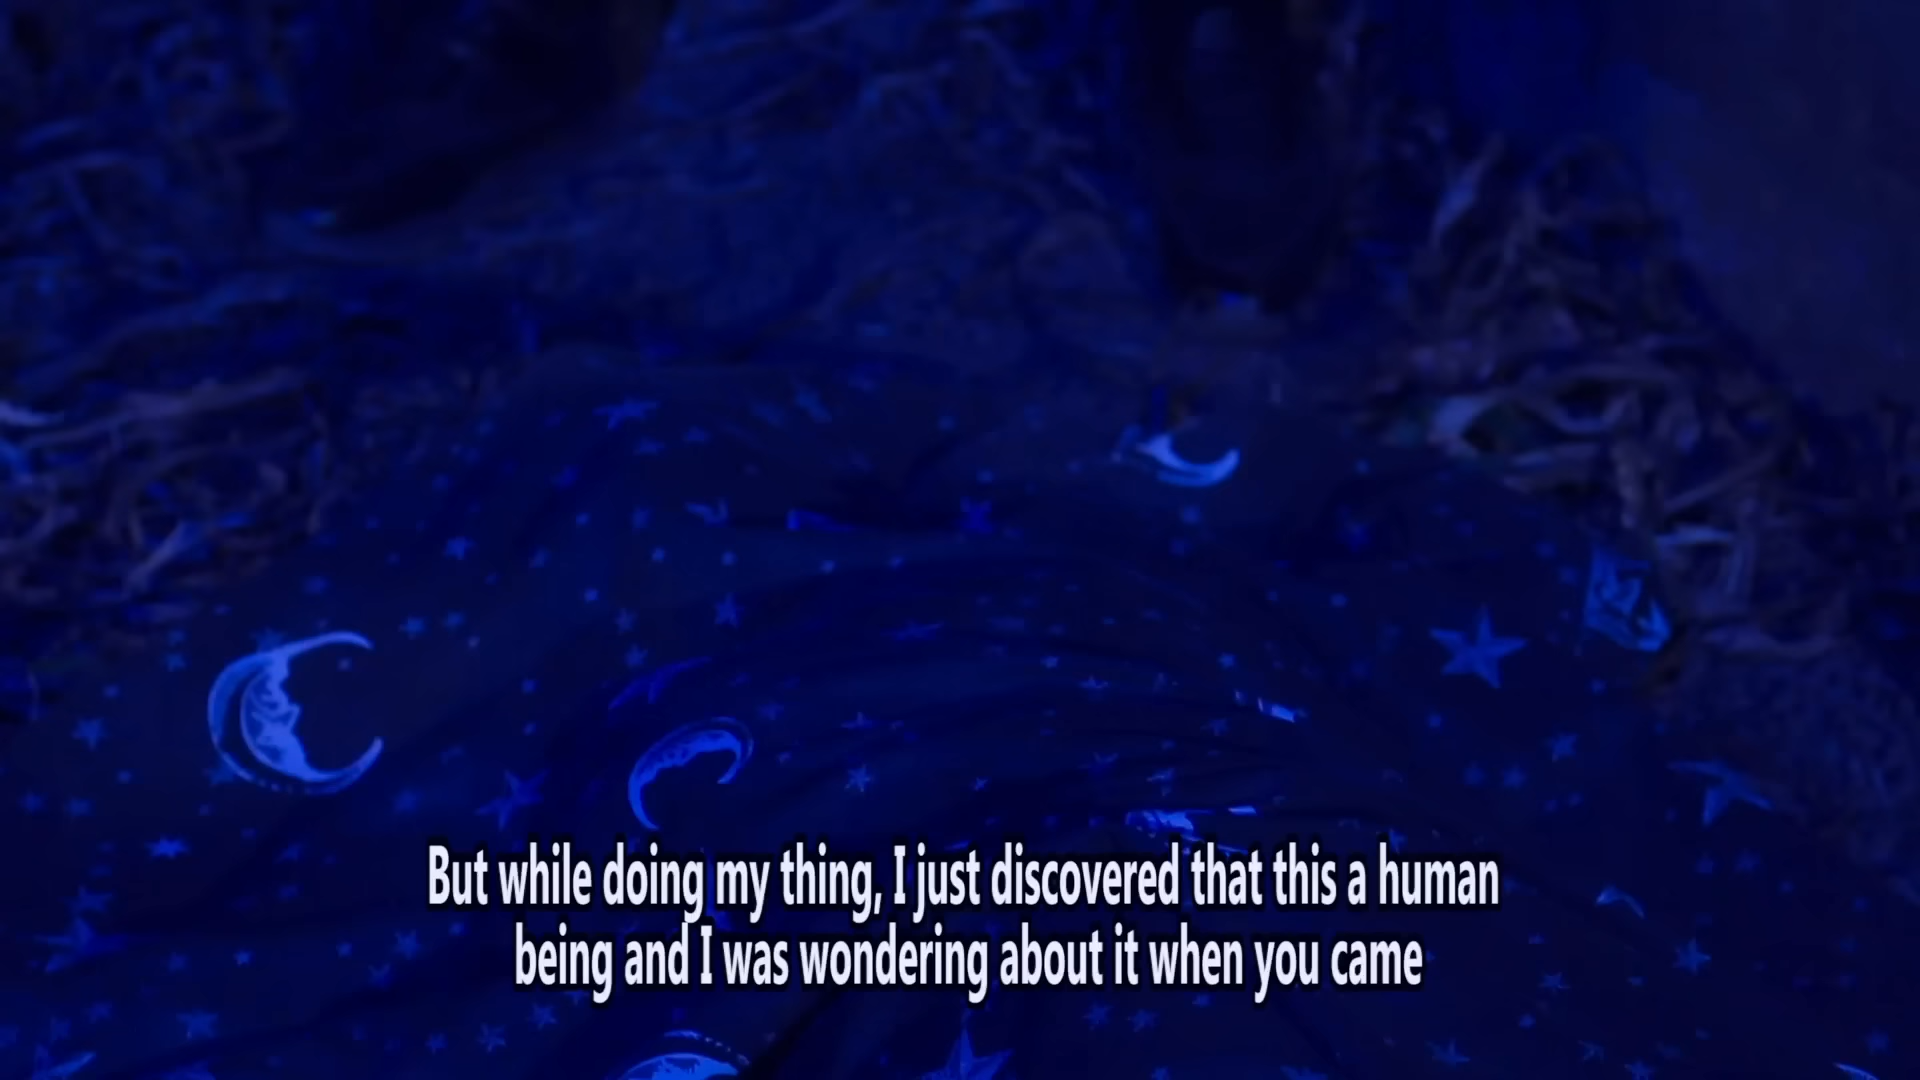 But while doing my thing, I just discovered that this a human
being and I was wondering about it when you came